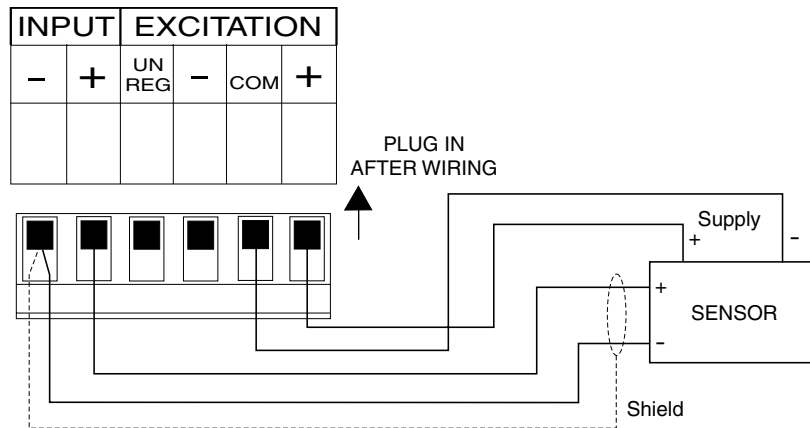 INPUT EXCITATION
- + UN REG - COM +
PLUG IN
AFTER WIRING
Supply
+ -
+
SENSOR
-
Shield